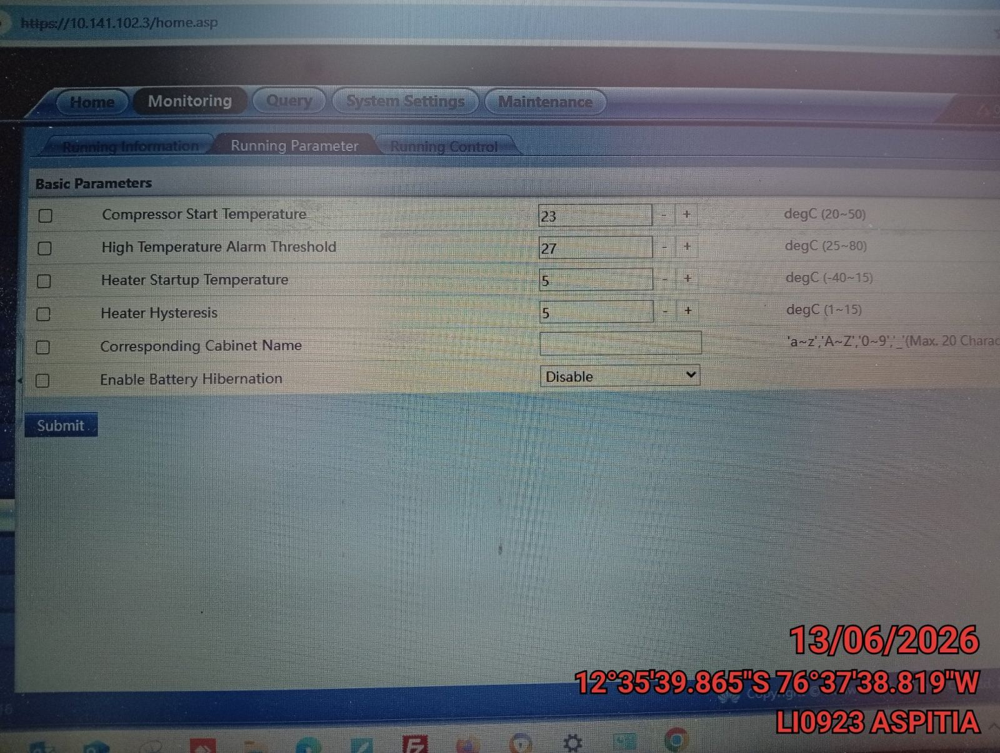 https://10.141.102.3/home.asp
Home Monitoring Query System Settings Maintenance
Running Information Running Parameter Running Control
Basic Parameters
Compressor Start Temperature 23 - + degC (20~50)
High Temperature Alarm Threshold 27 - + degC (25~80)
Heater Startup Temperature 5 - + degC (-40~15)
Heater Hysteresis 5 - + degC (1~15)
Corresponding Cabinet Name 'a~z','A~Z','0~9','_'(Max. 20 Charac
Enable Battery Hibernation Disable
Submit
13/06/2026
12°35'39.865"S 76°37'38.819"W
LI0923 ASPITIA